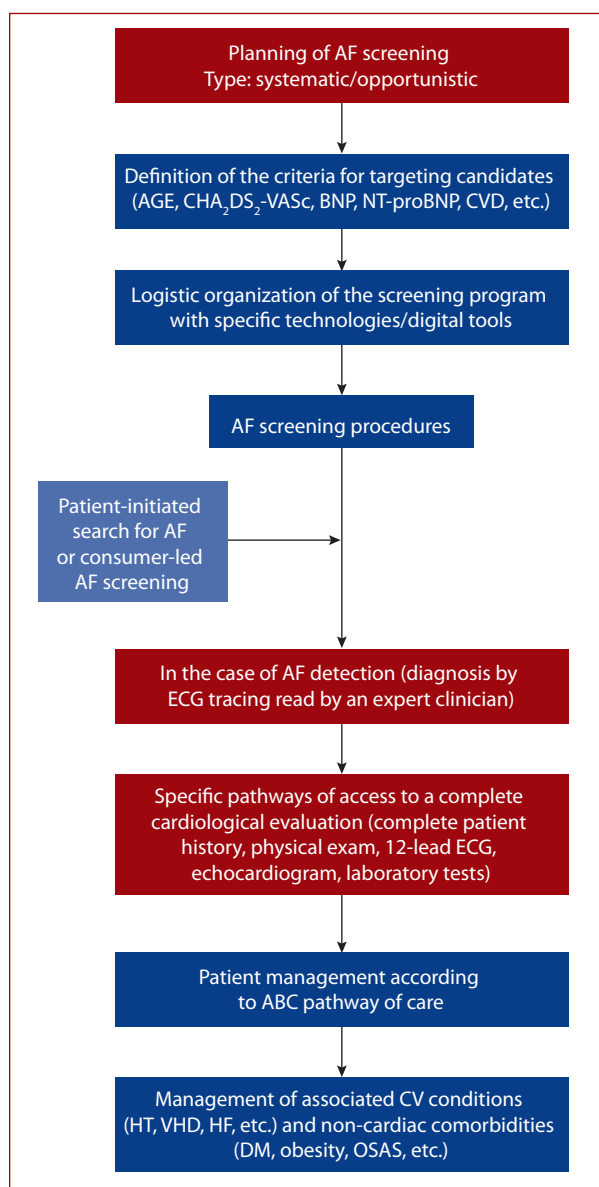 Planning of AF screening
Type: systematic/opportunistic
Definition of the criteria for targeting candidates
(AGE, CHA₂DS₂-VASc, BNP, NT-proBNP, CVD, etc.)
Logistic organization of the screening program
with specific technologies/digital tools
AF screening procedures
Patient-initiated
search for AF
or consumer-led
AF screening
In the case of AF detection (diagnosis by
ECG tracing read by an expert clinician)
Specific pathways of access to a complete
cardiological evaluation (complete patient
history, physical exam, 12-lead ECG,
echocardiogram, laboratory tests)
Patient management according
to ABC pathway of care
Management of associated CV conditions
(HT, VHD, HF, etc.) and non-cardiac comorbidities
(DM, obesity, OSAS, etc.)